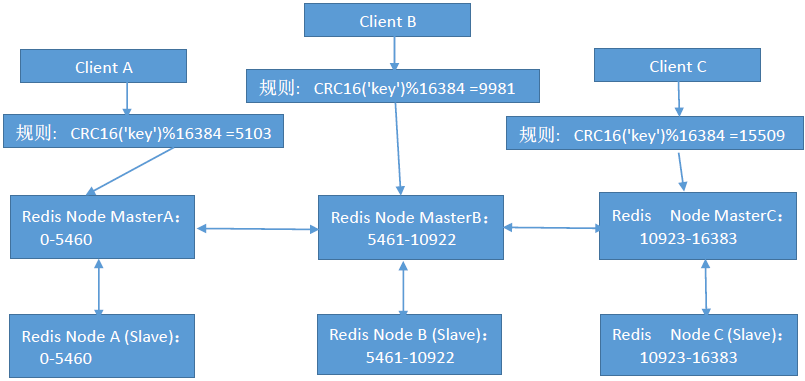 Client B
Client A
Client C
规则： CRC16('key')%16384 =9981
规则： CRC16('key')%16384 =5103
规则： CRC16('key')%16384 =15509
Redis Node MasterA：
0-5460
Redis Node MasterB：
5461-10922
Redis Node MasterC：
10923-16383
Redis Node A (Slave)：
0-5460
Redis Node B (Slave)：
5461-10922
Redis Node C (Slave)：
10923-16383